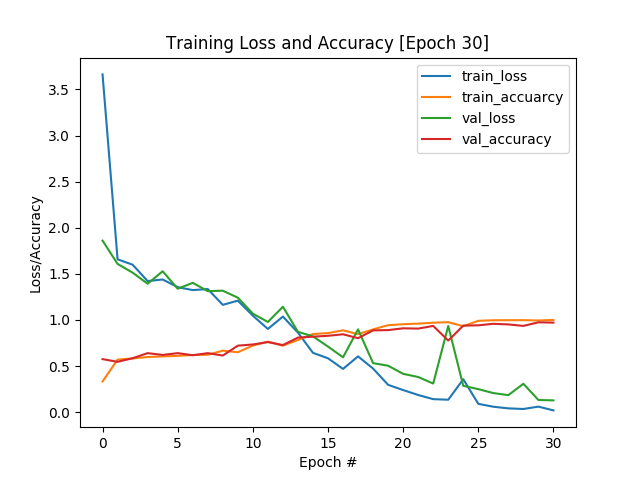 Training Loss and Accuracy [Epoch 30]
train_loss
train_accuarcy
val_loss
val_accuracy
Loss/Accuracy
3.5
3.0
2.5
2.0
1.5
1.0
0.5
0.0
0 5 10 15 20 25 30
Epoch #